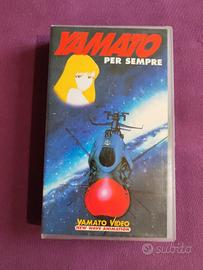 YAMATO
PER SEMPRE
YAMATO VIDEO
NEW WAVE ANIMATION
subito